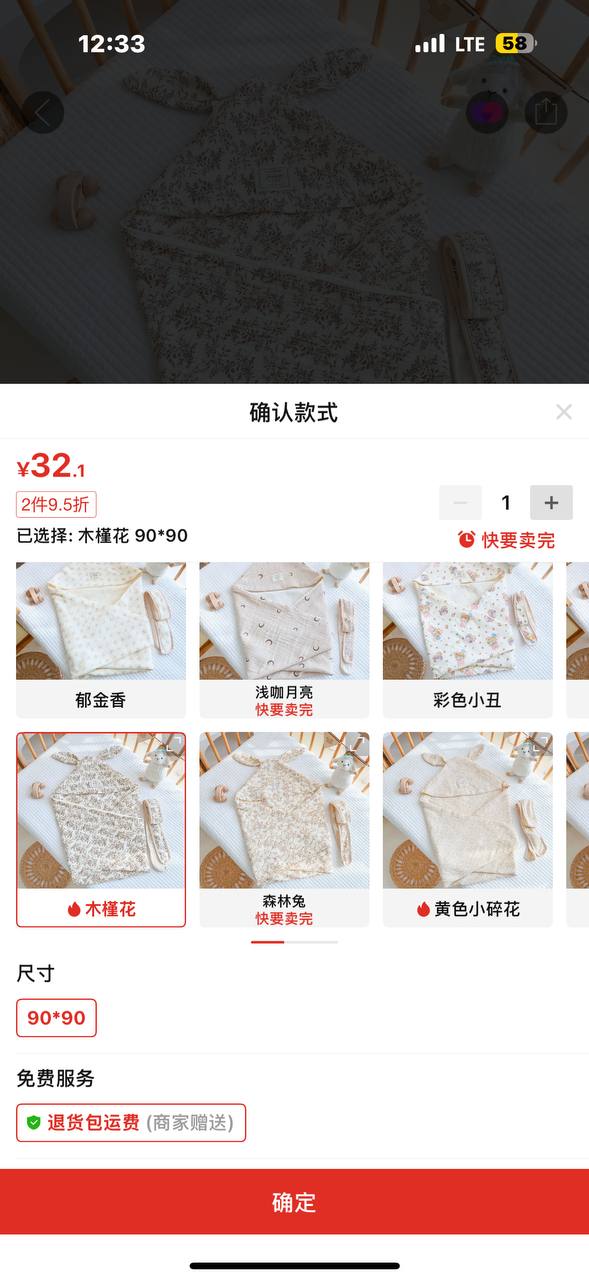 12:33
LTE 58
确认款式
¥32.1
2件9.5折
1
已选择: 木槿花 90*90
快要卖完
郁金香
浅咖月亮
快要卖完
彩色小丑
木槿花
森林兔
快要卖完
黄色小碎花
尺寸
90*90
免费服务
退货包运费 (商家赠送)
确定